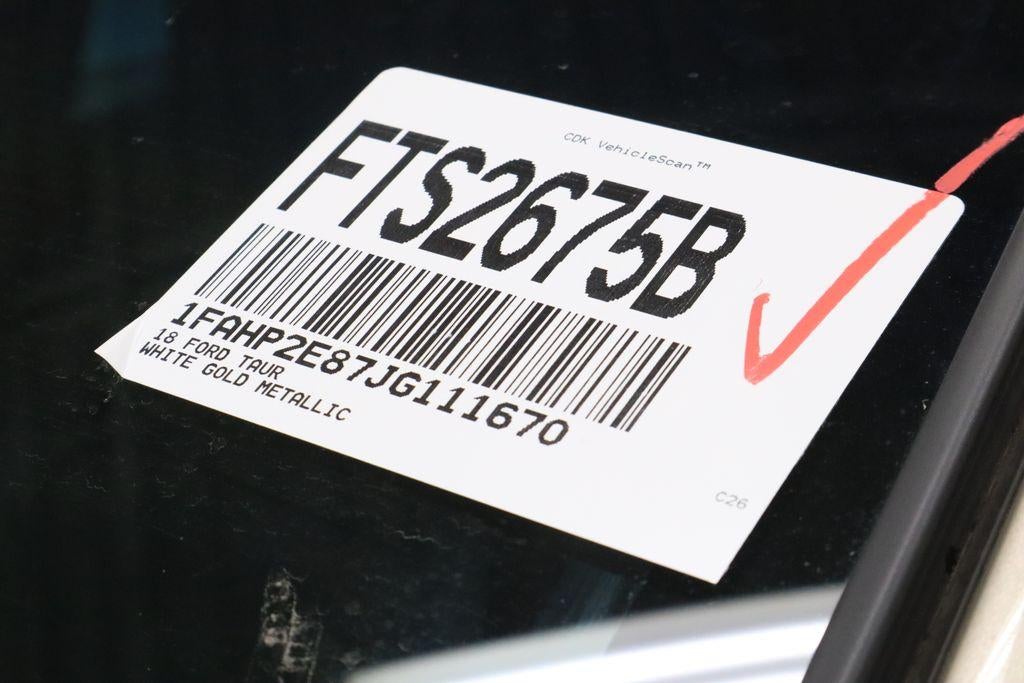 CDK VehicleScan™
FTS2675B
1FAHP2E87JG111670
18 FORD TAUR
WHITE GOLD METALLIC
C26